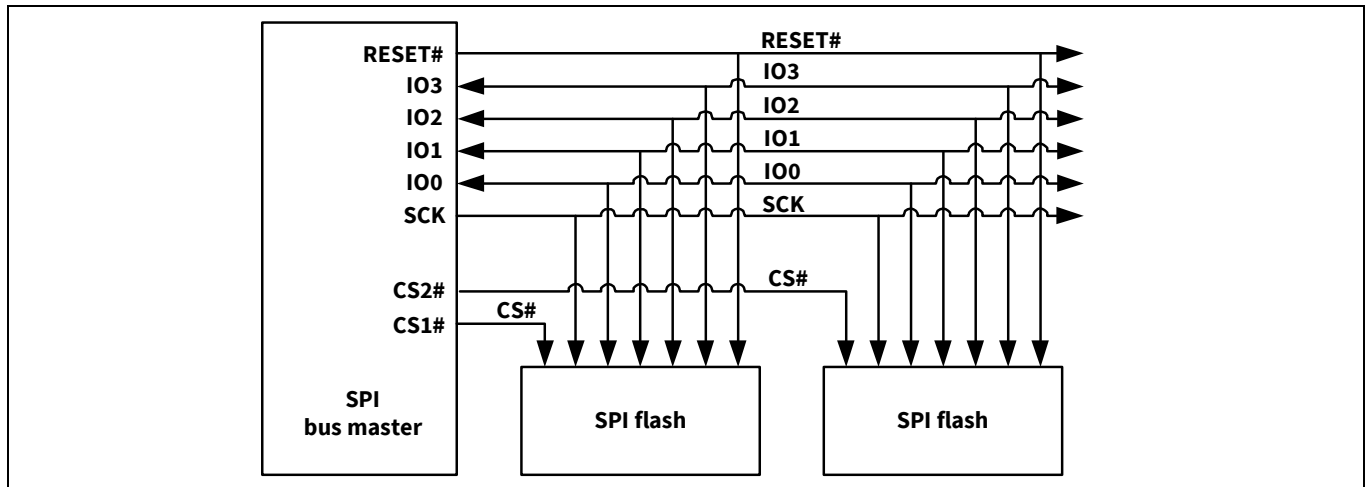 RESET#
RESET#
IO3
IO3
IO2
IO2
IO1
IO1
IO0
IO0
SCK
SCK
CS2#
CS#
CS1#
CS#
SPI
bus master
SPI flash
SPI flash